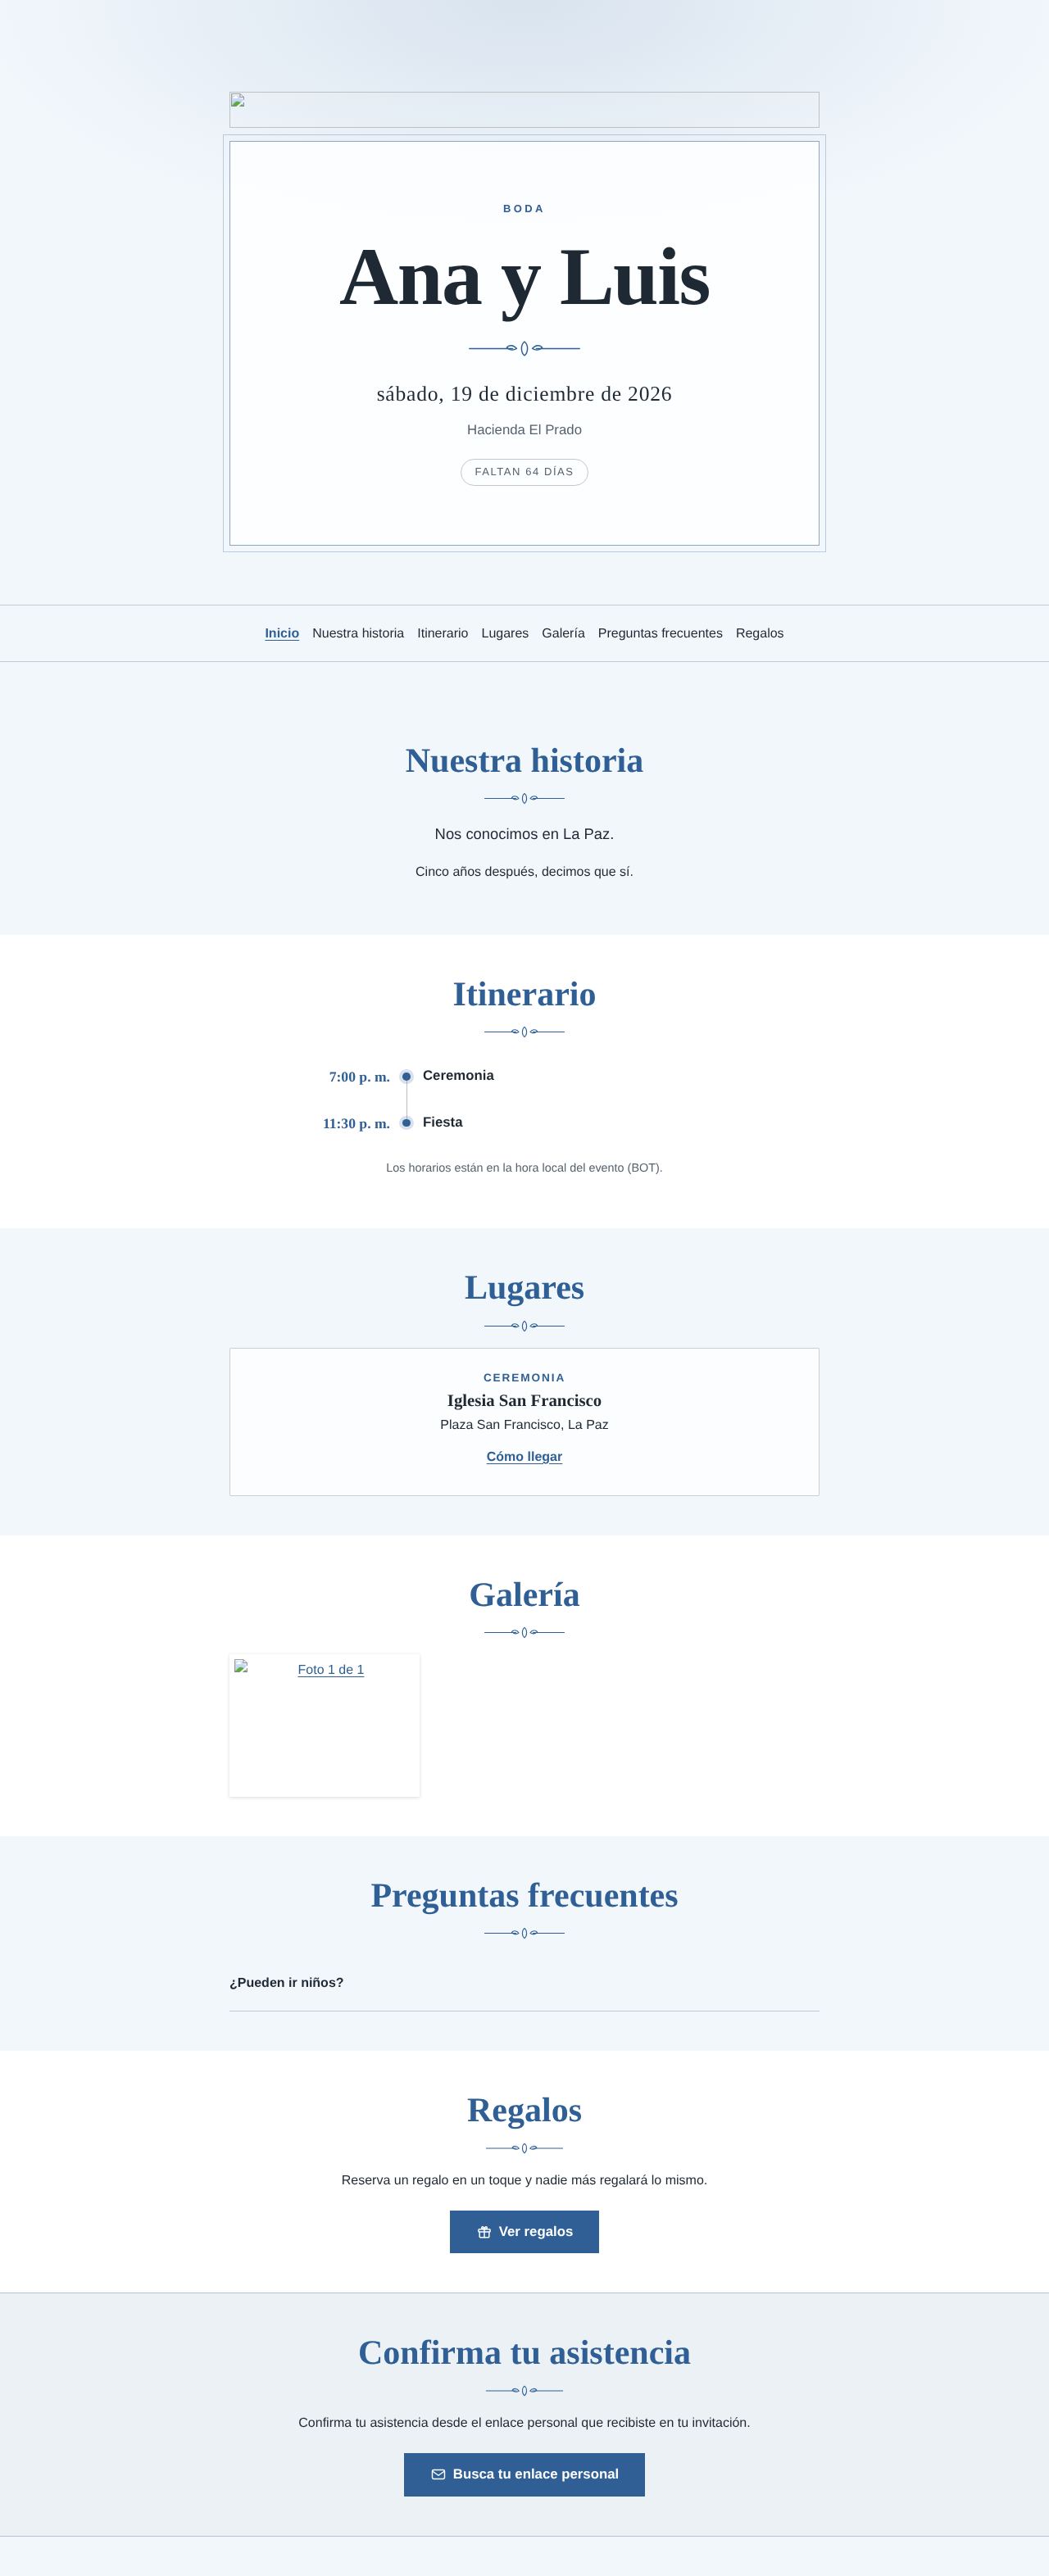 BODA
Ana y Luis
sábado, 19 de diciembre de 2026
Hacienda El Prado
FALTAN 64 DÍAS
Inicio Nuestra historia Itinerario Lugares Galería Preguntas frecuentes Regalos
Nuestra historia
Nos conocimos en La Paz.
Cinco años después, decimos que sí.
Itinerario
7:00 p. m. Ceremonia
11:30 p. m. Fiesta
Los horarios están en la hora local del evento (BOT).
Lugares
CEREMONIA
Iglesia San Francisco
Plaza San Francisco, La Paz
Cómo llegar
Galería
Foto 1 de 1
Preguntas frecuentes
¿Pueden ir niños?
Regalos
Reserva un regalo en un toque y nadie más regalará lo mismo.
Ver regalos
Confirma tu asistencia
Confirma tu asistencia desde el enlace personal que recibiste en tu invitación.
Busca tu enlace personal